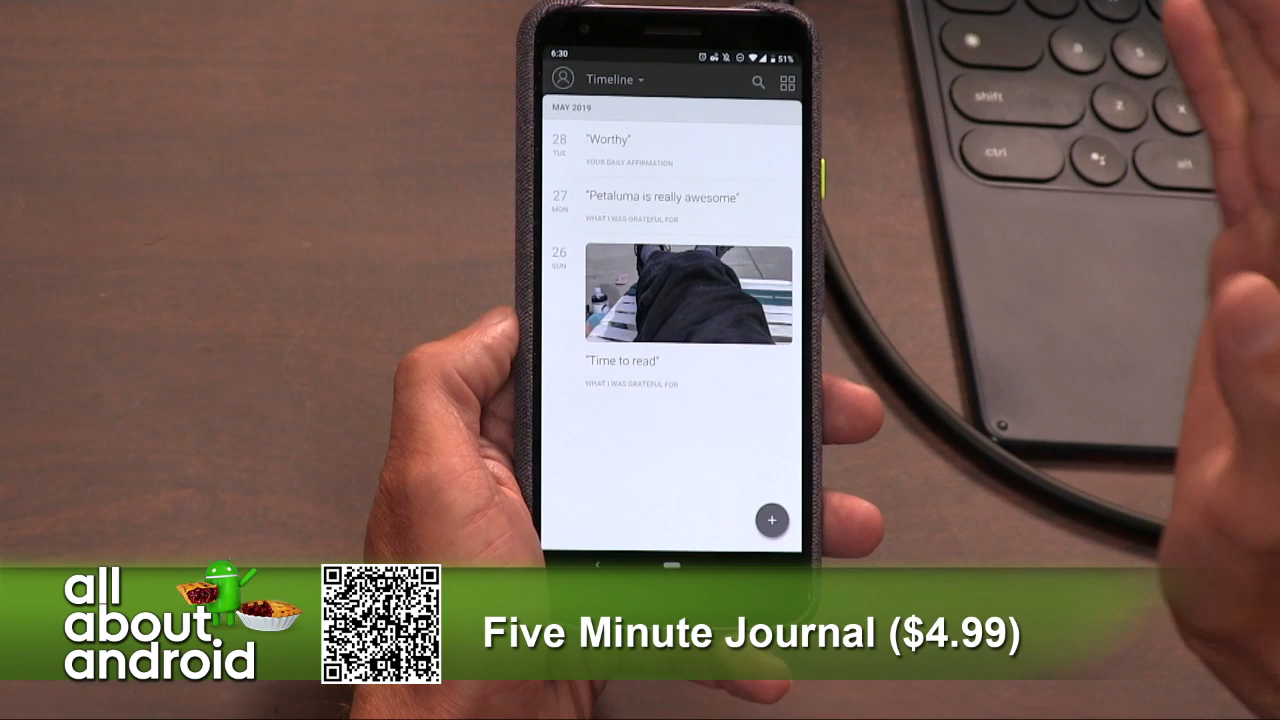 6:30
51%
Timeline
MAY 2019
28
TUE
"Worthy"
YOUR DAILY AFFIRMATION
27
MON
"Petaluma is really awesome"
WHAT I WAS GRATEFUL FOR
26
SUN
"Time to read"
WHAT I WAS GRATEFUL FOR
+
a
s
shift
z
x
ctrl
alt
all
about
android
Five Minute Journal ($4.99)